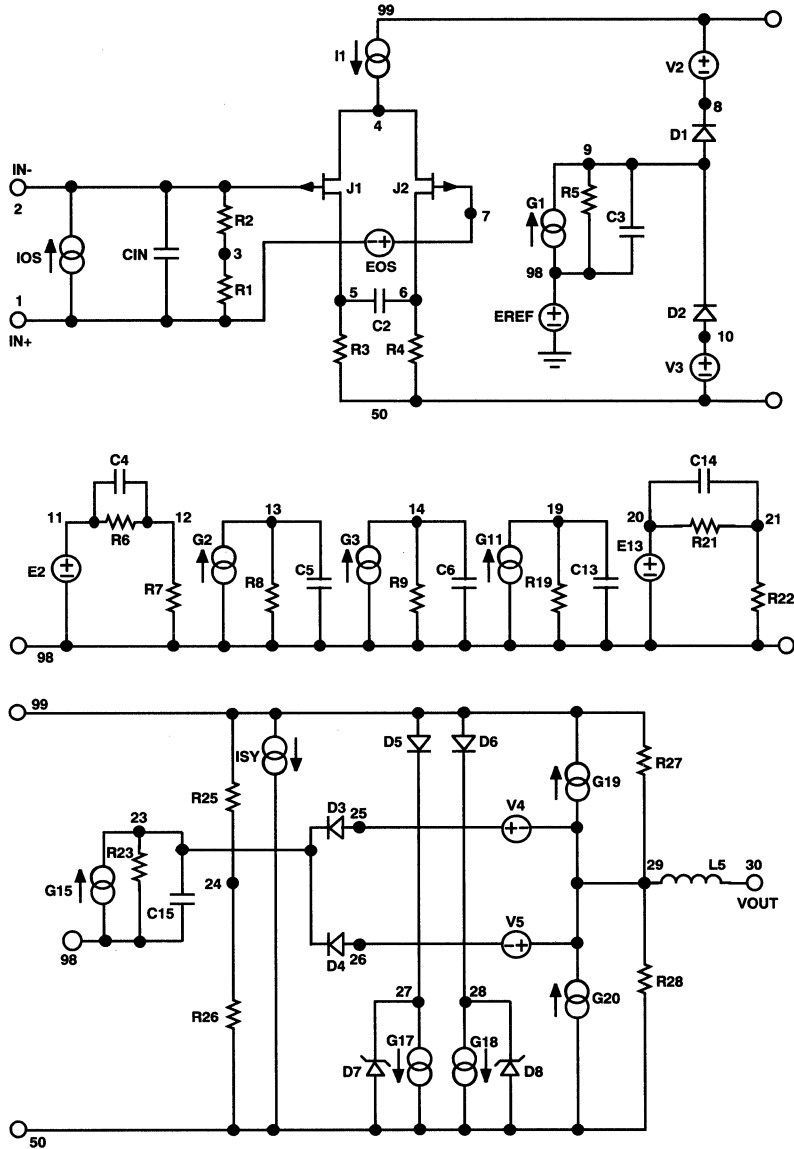 99
I1
V2
8
4
D1
IN-
9
J1
J2
R5
2
G1
C3
R2
7
IOS
CIN
3
EOS
98
R1
5
6
1
C2
EREF
D2
IN+
10
R3
R4
V3
50
C4
C14
11
12
13
14
19
20
21
R6
G2
G3
G11
E13
R21
E2
R7
R8
C5
R9
C6
R19
C13
R22
98
99
D5
D6
ISY
R27
G19
R25
D3
25
V4
23
R23
29
L5
30
G15
24
C15
VOUT
V5
98
D4
26
R28
27
28
G20
R26
G17
G18
D7
D8
50